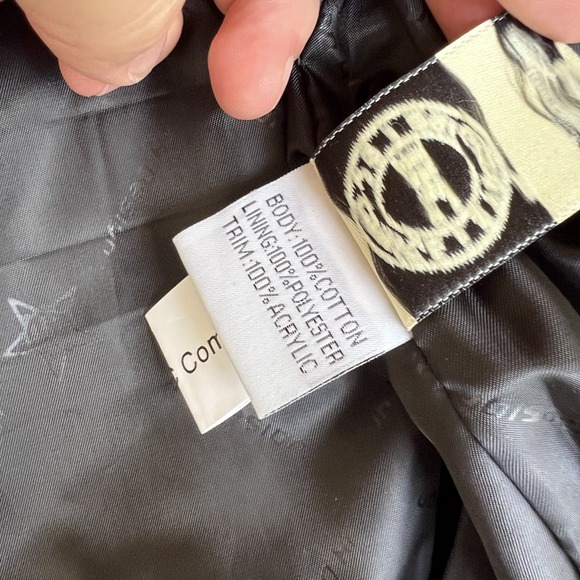 BODY:100%COTTON
LINING:100%POLYESTER
TRIM:100%ACRYLIC
Com